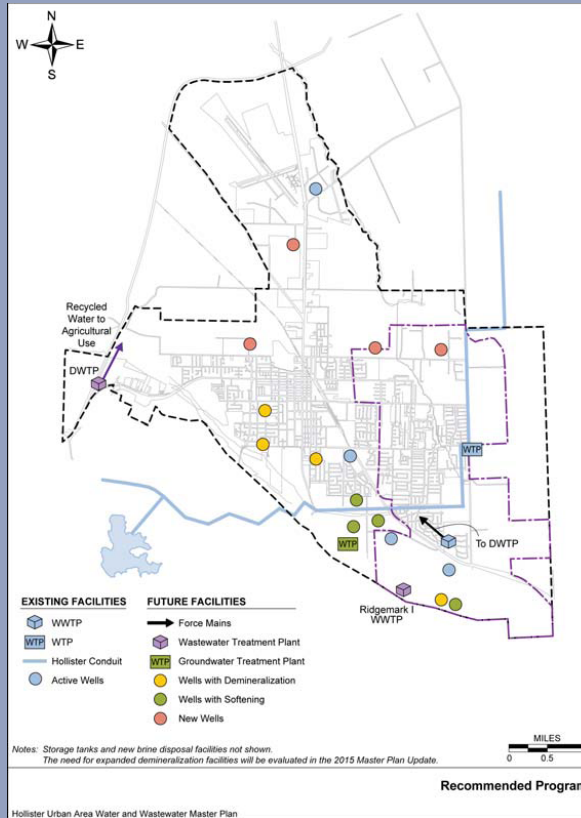 N
W E
S
Recycled
Water to
Agricultural
Use
DWTP
WTP
To DWTP
WTP
Ridgemark I
WWTP
EXISTING FACILITIES
WWTP
WTP WTP
Hollister Conduit
Active Wells
FUTURE FACILITIES
Force Mains
Wastewater Treatment Plant
WTP Groundwater Treatment Plant
Wells with Demineralization
Wells with Softening
New Wells
MILES
0 0.5
Notes: Storage tanks and new brine disposal facilities not shown.
The need for expanded demineralization facilities will be evaluated in the 2015 Master Plan Update.
Recommended Program
Hollister Urban Area Water and Wastewater Master Plan